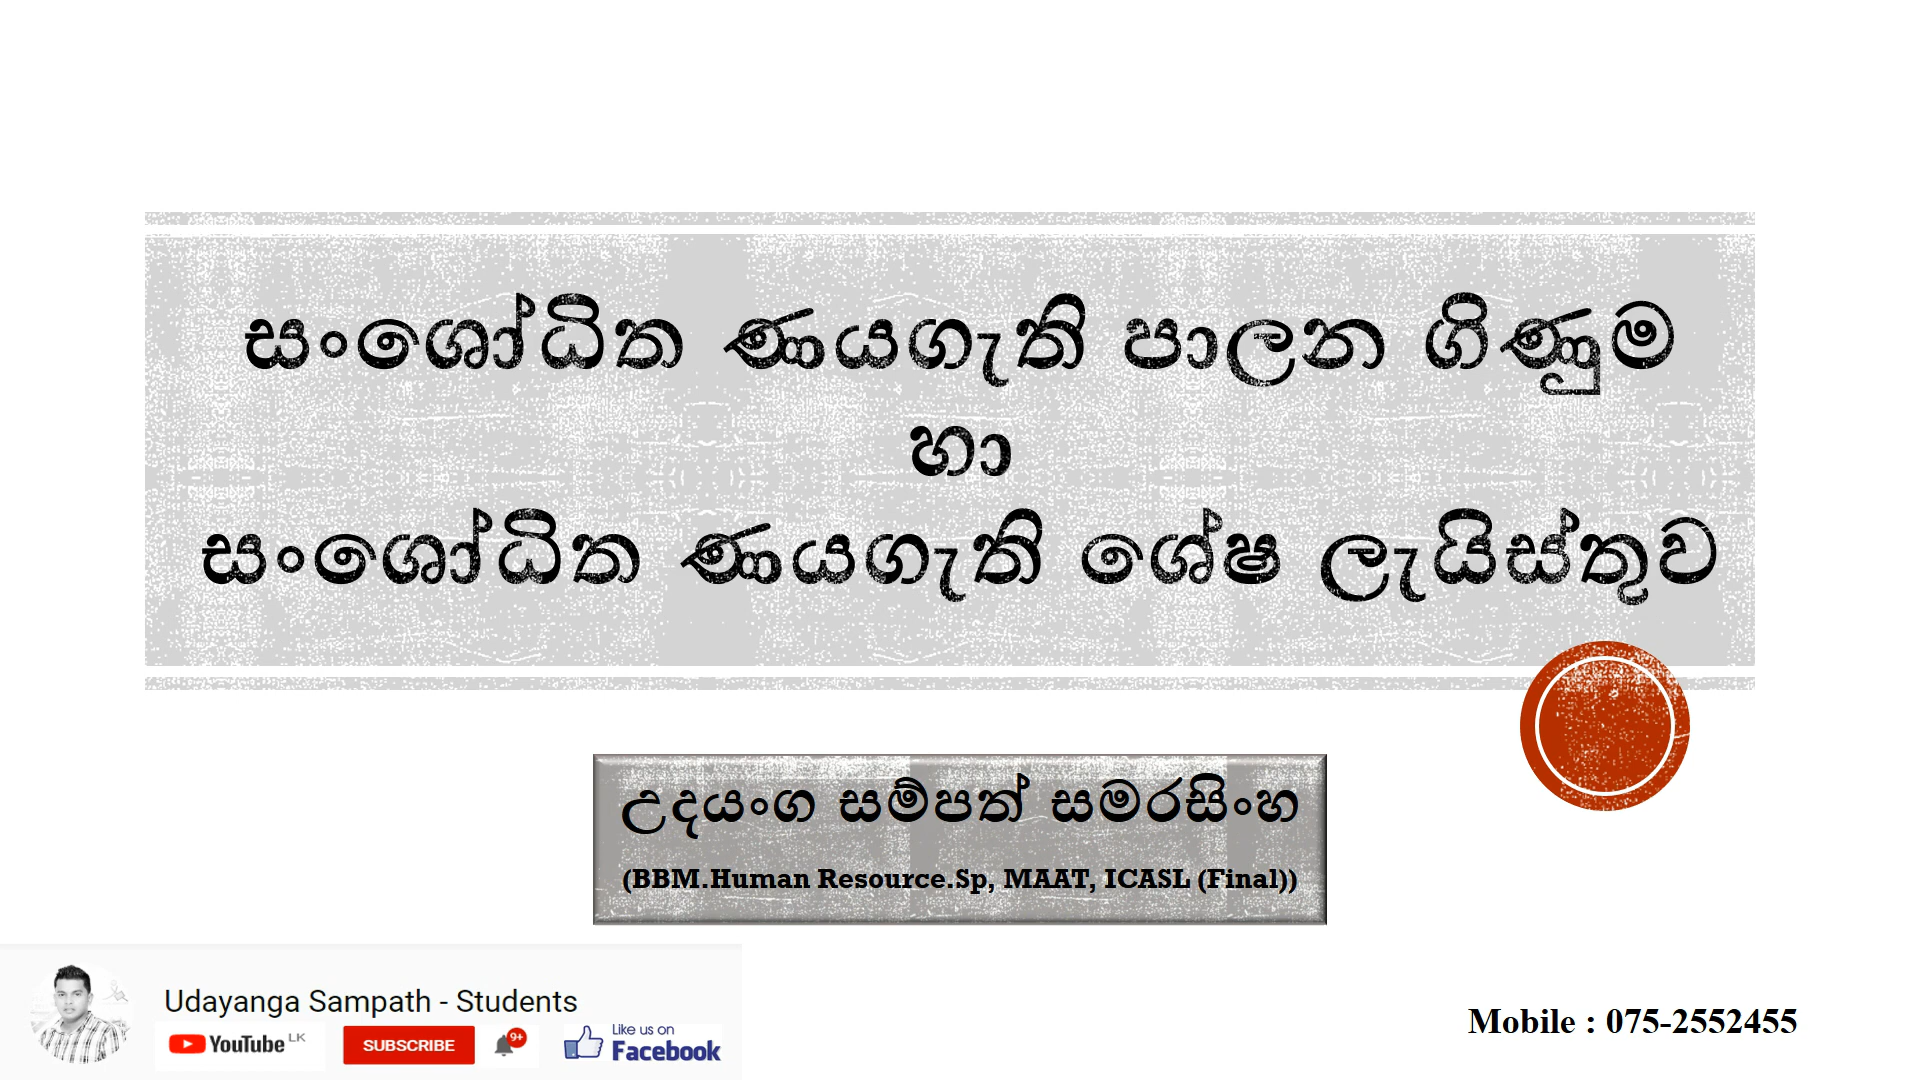 සංශෝධිත ණයගැති පාලන ගිණුම
හා
සංශෝධිත ණයගැති ශේෂ ලැයිස්තුව
උදයංග සම්පත් සමරසිංහ
(BBM.Human Resource.Sp, MAAT, ICASL (Final))
Udayanga Sampath - Students
YouTube LK
SUBSCRIBE
9+
Like us on
Facebook
Mobile : 075-2552455